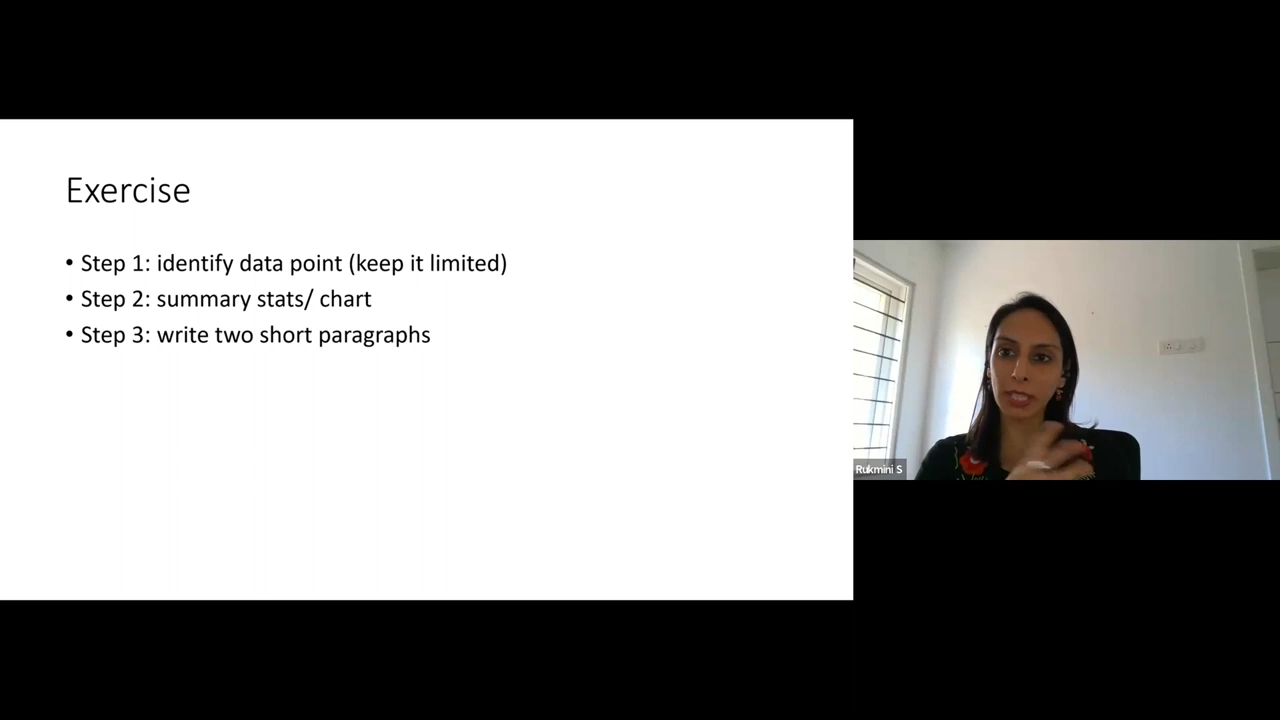 Exercise
• Step 1: identify data point (keep it limited)
• Step 2: summary stats/ chart
• Step 3: write two short paragraphs
Rukmini S